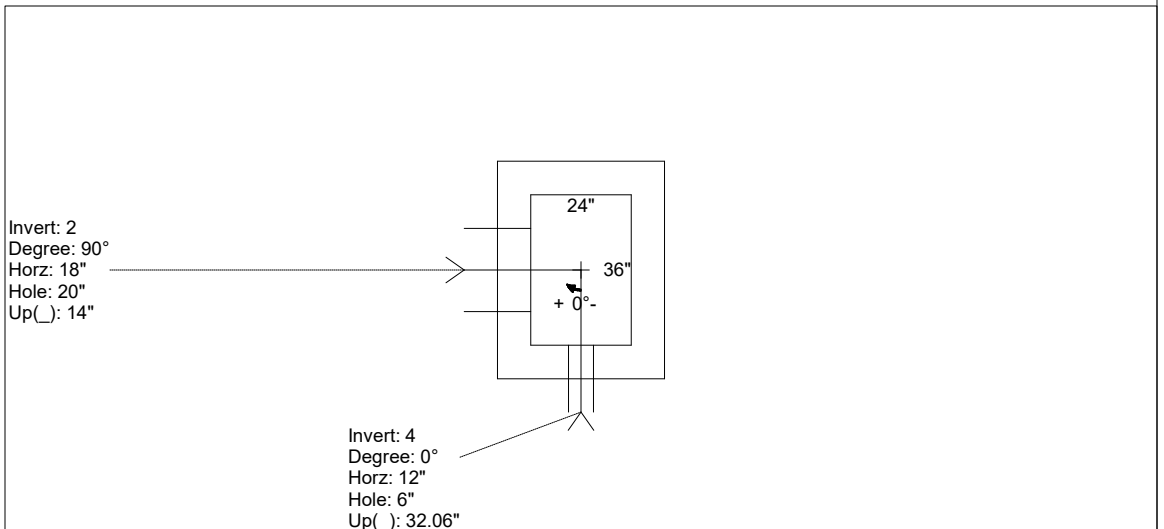 24"
Invert: 2
Degree: 90°
Horz: 18"
Hole: 20"
Up(_): 14"
36"
+ 0°-
Invert: 4
Degree: 0°
Horz: 12"
Hole: 6"
Up(_): 32.06"